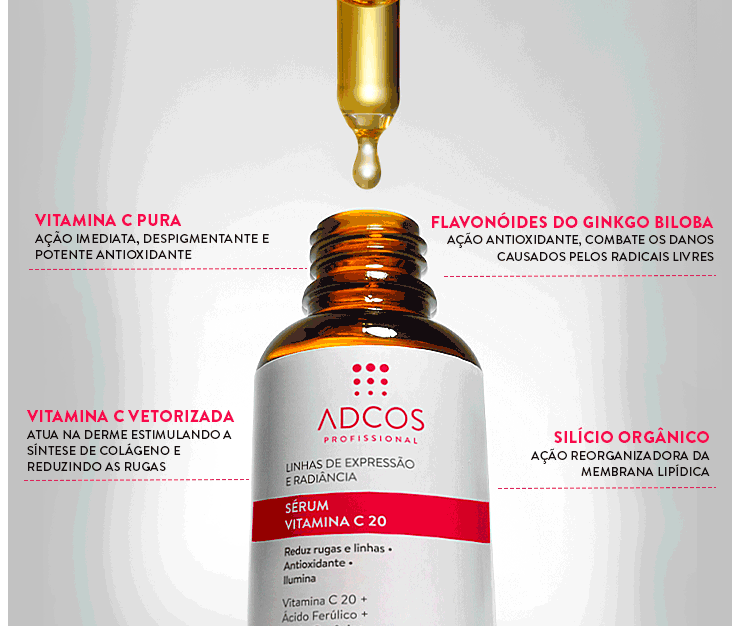 VITAMINA C PURA
AÇÃO IMEDIATA, DESPIGMENTANTE E
POTENTE ANTIOXIDANTE
FLAVONÓIDES DO GINKGO BILOBA
AÇÃO ANTIOXIDANTE, COMBATE OS DANOS
CAUSADOS PELOS RADICAIS LIVRES
VITAMINA C VETORIZADA
ATUA NA DERME ESTIMULANDO A
SÍNTESE DE COLÁGENO E
REDUZINDO AS RUGAS
SILÍCIO ORGÂNICO
AÇÃO REORGANIZADORA DA
MEMBRANA LIPÍDICA
ADCOS
PROFISSIONAL
LINHAS DE EXPRESSÃO
E RADIÂNCIA
SÉRUM
VITAMINA C 20
Reduz rugas e linhas •
Antioxidante •
Ilumina
Vitamina C 20 +
Ácido Ferúlico +